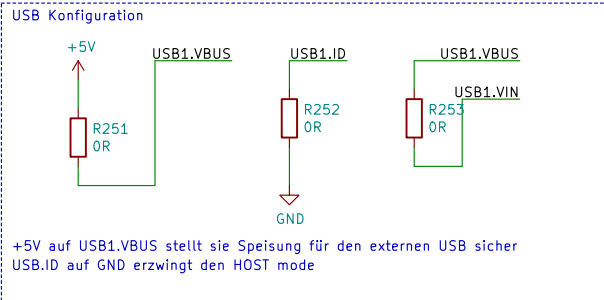 USB Konfiguration
+5V
USB1.VBUS
USB1.ID
USB1.VBUS
USB1.VIN
R251
0R
R252
0R
R253
0R
GND
+5V auf USB1.VBUS stellt sie Speisung für den externen USB sicher
USB.ID auf GND erzwingt den HOST mode